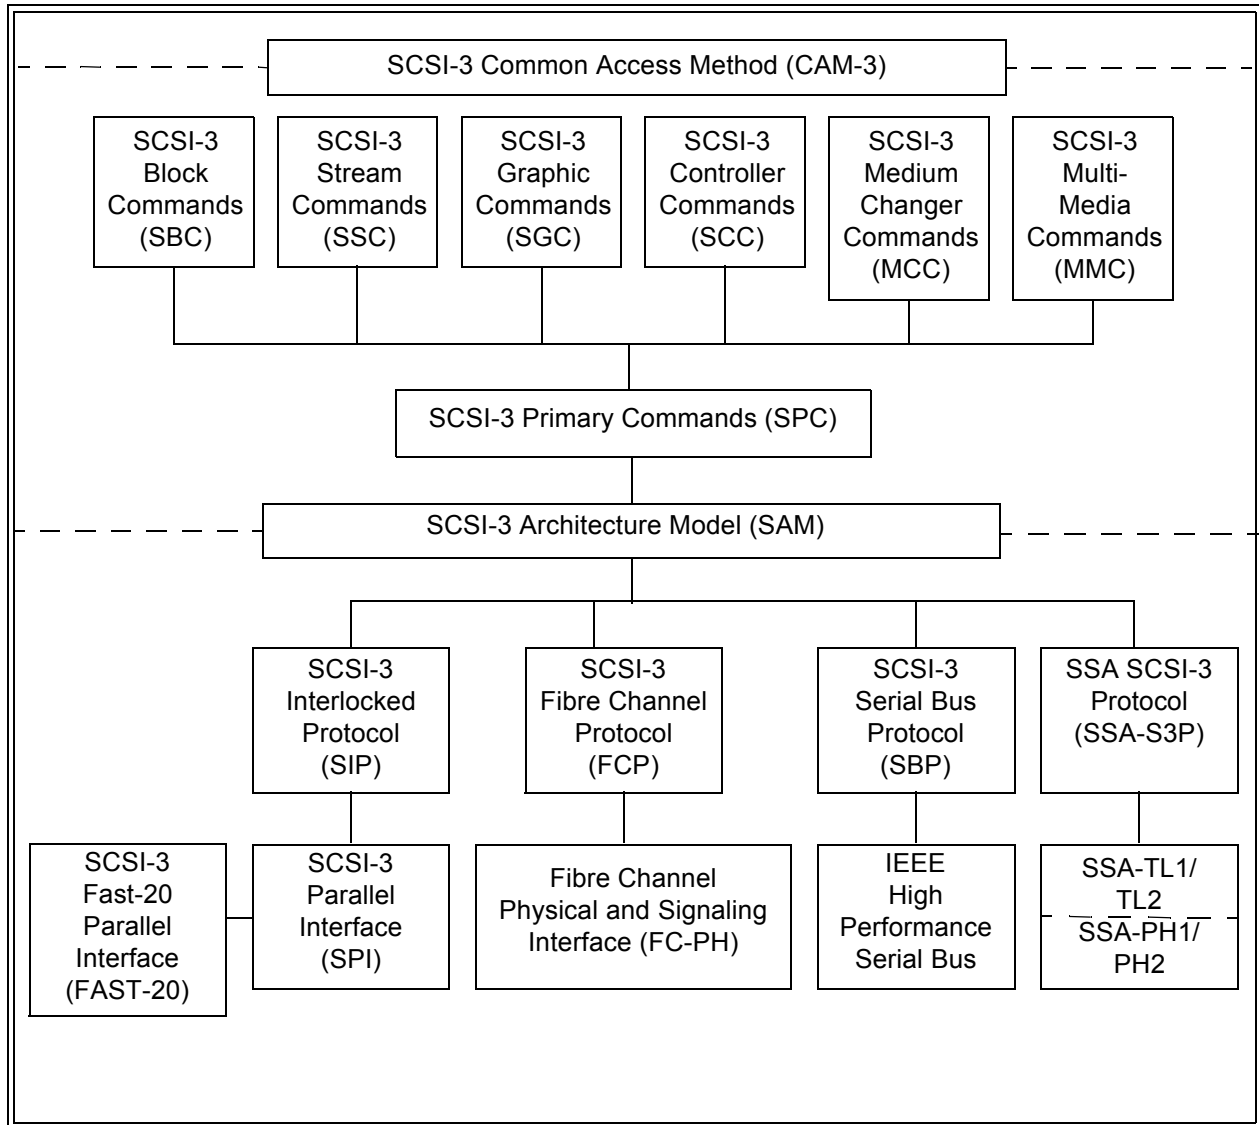 SCSI-3 Common Access Method (CAM-3)
SCSI-3
Block
Commands
(SBC)
SCSI-3
Stream
Commands
(SSC)
SCSI-3
Graphic
Commands
(SGC)
SCSI-3
Controller
Commands
(SCC)
SCSI-3
Medium
Changer
Commands
(MCC)
SCSI-3
Multi-
Media
Commands
(MMC)
SCSI-3 Primary Commands (SPC)
SCSI-3 Architecture Model (SAM)
SCSI-3
Interlocked
Protocol
(SIP)
SCSI-3
Fibre Channel
Protocol
(FCP)
SCSI-3
Serial Bus
Protocol
(SBP)
SSA SCSI-3
Protocol
(SSA-S3P)
SCSI-3
Fast-20
Parallel
Interface
(FAST-20)
SCSI-3
Parallel
Interface
(SPI)
Fibre Channel
Physical and Signaling
Interface (FC-PH)
IEEE
High
Performance
Serial Bus
SSA-TL1/
TL2
SSA-PH1/
PH2